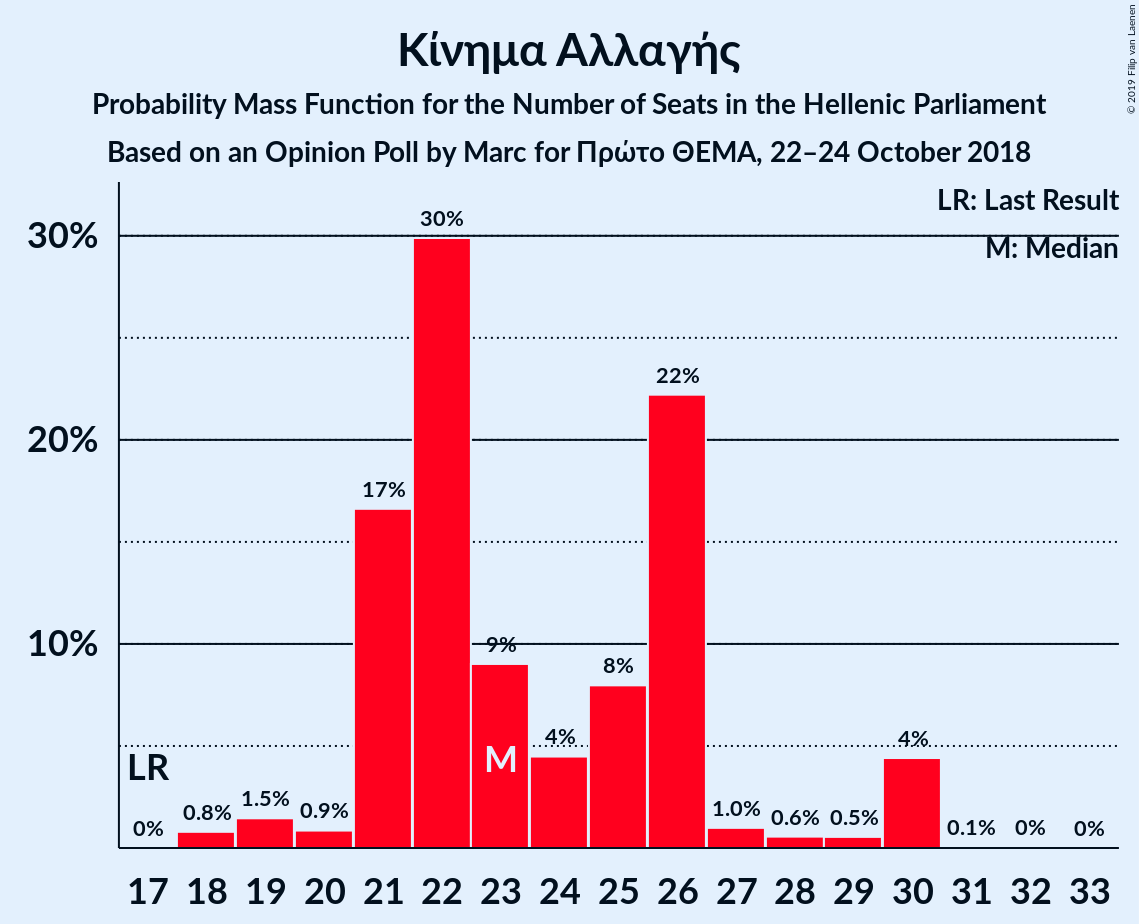 Κίνημα Αλλαγής
Probability Mass Function for the Number of Seats in the Hellenic Parliament
Based on an Opinion Poll by Marc for Πρώτο ΘΕΜΑ, 22–24 October 2018
© 2019 Filip van Laenen
LR: Last Result
M: Median
30%
20%
10%
LR
0% 0.8% 1.5% 0.9% 17% 30% 9% 4% 8% 22% 1.0% 0.6% 0.5% 4% 0.1% 0% 0%
M
17 18 19 20 21 22 23 24 25 26 27 28 29 30 31 32 33